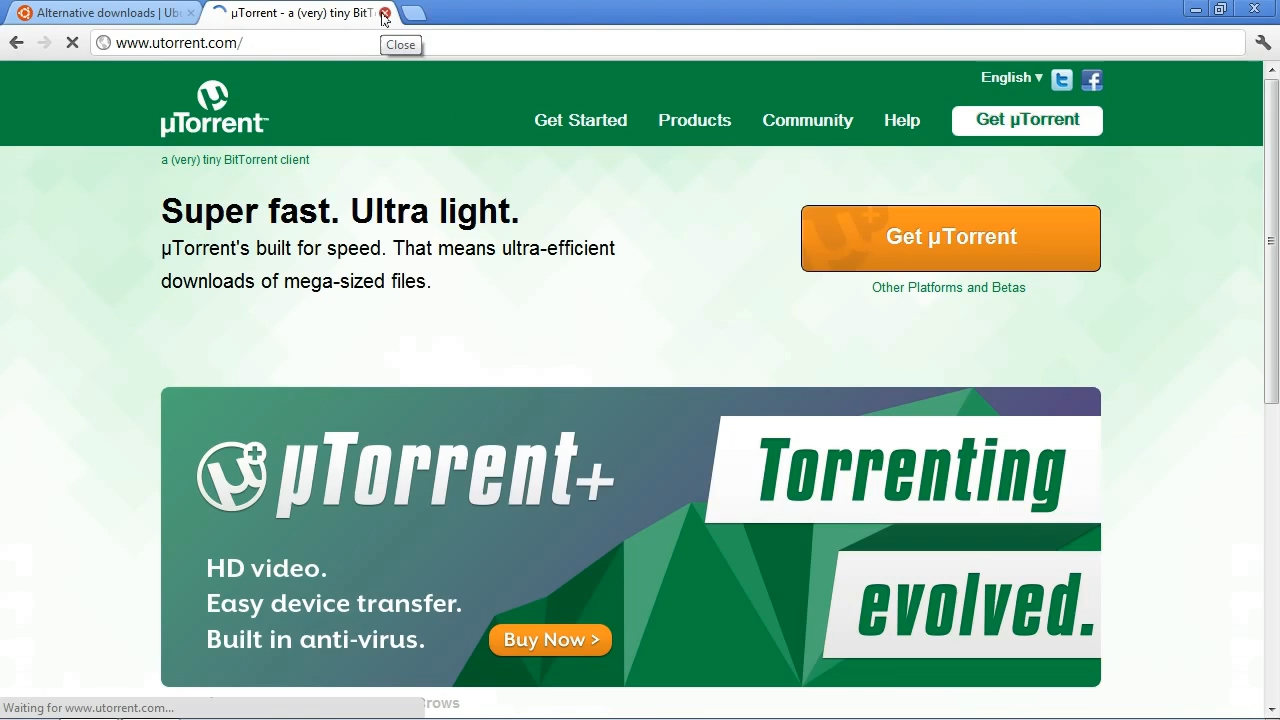 Alternative downloads | Ub
µTorrent - a (very) tiny BitT
www.utorrent.com/
Close
English ▾
µTorrent™
Get Started
Products
Community
Help
Get µTorrent
a (very) tiny BitTorrent client
Super fast. Ultra light.
µTorrent's built for speed. That means ultra-efficient
downloads of mega-sized files.
Get µTorrent
Other Platforms and Betas
µTorrent+
Torrenting
evolved.
HD video.
Easy device transfer.
Built in anti-virus.
Buy Now >
Waiting for www.utorrent.com...